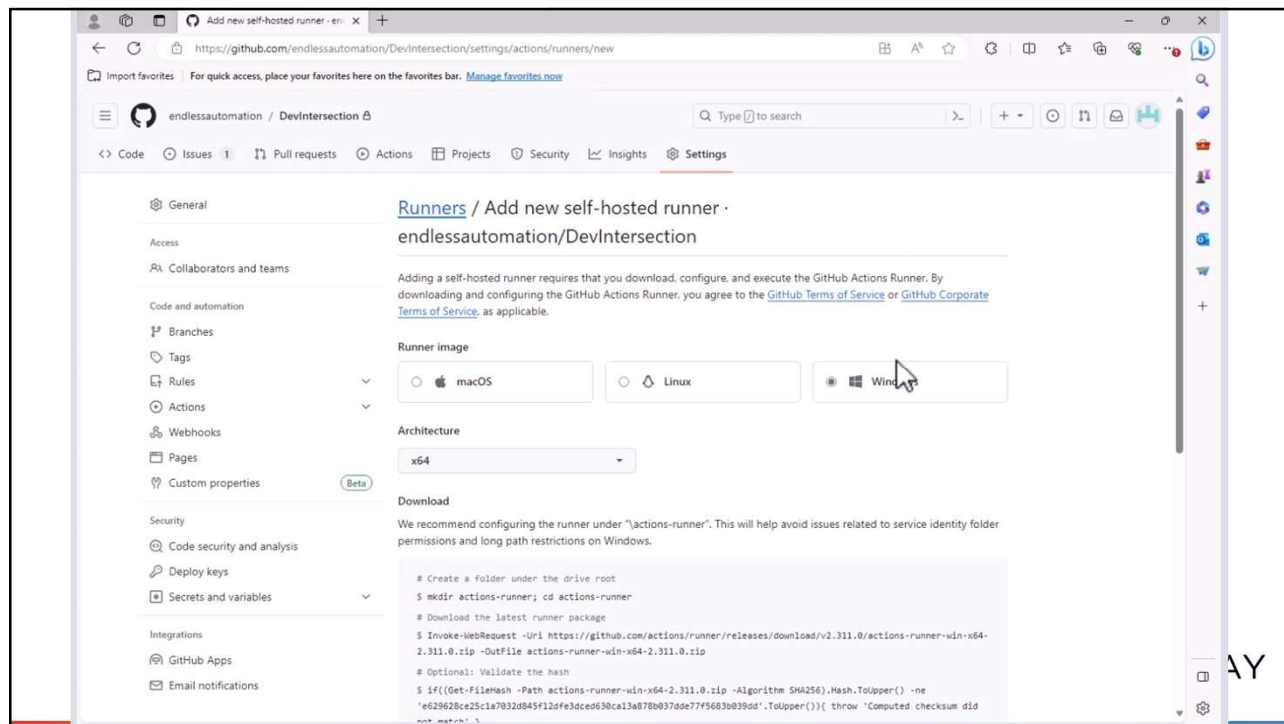 Add new self-hosted runner · en
https://github.com/endlessautomation/DevIntersection/settings/actions/runners/new
Import favorites
For quick access, place your favorites here on the favorites bar. Manage favorites now
endlessautomation / DevIntersection
Type / to search
Code
Issues 1
Pull requests
Actions
Projects
Security
Insights
Settings
General
Access
Collaborators and teams
Code and automation
Branches
Tags
Rules
Actions
Webhooks
Pages
Custom properties Beta
Security
Code security and analysis
Deploy keys
Secrets and variables
Integrations
GitHub Apps
Email notifications
Runners / Add new self-hosted runner ·
endlessautomation/DevIntersection
Adding a self-hosted runner requires that you download, configure, and execute the GitHub Actions Runner. By
downloading and configuring the GitHub Actions Runner, you agree to the GitHub Terms of Service or GitHub Corporate
Terms of Service, as applicable.
Runner image
macOS
Linux
Windows
Architecture
x64
Download
We recommend configuring the runner under "\actions-runner". This will help avoid issues related to service identity folder
permissions and long path restrictions on Windows.
# Create a folder under the drive root
$ mkdir actions-runner; cd actions-runner
# Download the latest runner package
$ Invoke-WebRequest -Uri https://github.com/actions/runner/releases/download/v2.311.0/actions-runner-win-x64-
2.311.0.zip -OutFile actions-runner-win-x64-2.311.0.zip
# Optional: Validate the hash
$ if((Get-FileHash -Path actions-runner-win-x64-2.311.0.zip -Algorithm SHA256).Hash.ToUpper() -ne
'e629628ce25c1a7032d845f12dfe3dced630ca13a878b037dde77f5683b039dd'.ToUpper()){ throw 'Computed checksum did
not match' }
AY